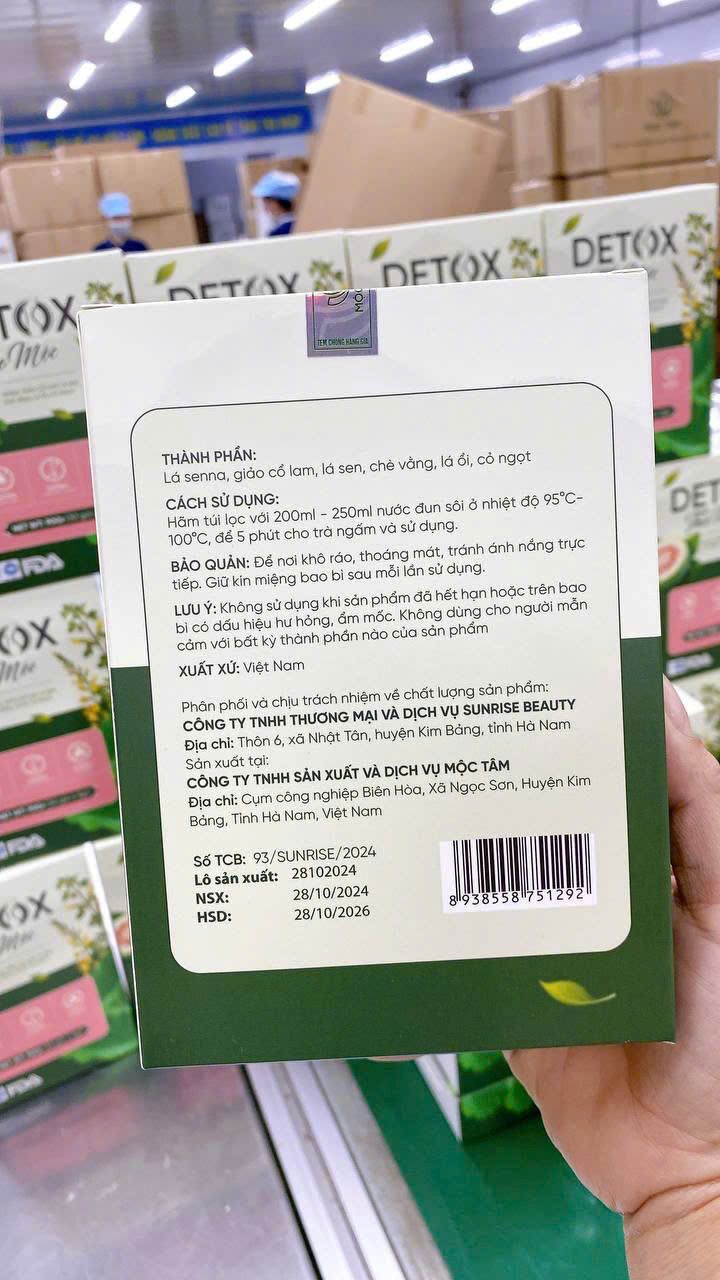 DETOX
DETOX
DETOX
MỘC
TEM CHỐNG HÀNG GIẢ
THÀNH PHẦN:
Lá senna, giảo cổ lam, lá sen, chè vằng, lá ổi, cỏ ngọt
CÁCH SỬ DỤNG:
Hãm túi lọc với 200ml - 250ml nước đun sôi ở nhiệt độ 95°C-
100°C, để 5 phút cho trà ngấm và sử dụng.
BẢO QUẢN: Để nơi khô ráo, thoáng mát, tránh ánh nắng trực
tiếp. Giữ kín miệng bao bì sau mỗi lần sử dụng.
LƯU Ý: Không sử dụng khi sản phẩm đã hết hạn hoặc trên bao
bì có dấu hiệu hư hỏng, ẩm mốc. Không dùng cho người mẫn
cảm với bất kỳ thành phần nào của sản phẩm
XUẤT XỨ: Việt Nam
Phân phối và chịu trách nhiệm về chất lượng sản phẩm:
CÔNG TY TNHH THƯƠNG MẠI VÀ DỊCH VỤ SUNRISE BEAUTY
Địa chỉ: Thôn 6, xã Nhật Tân, huyện Kim Bảng, tỉnh Hà Nam
Sản xuất tại:
CÔNG TY TNHH SẢN XUẤT VÀ DỊCH VỤ MỘC TÂM
Địa chỉ: Cụm công nghiệp Biên Hòa, Xã Ngọc Sơn, Huyện Kim
Bảng, Tỉnh Hà Nam, Việt Nam
Số TCB: 93/SUNRISE/2024
Lô sản xuất: 28102024
NSX: 28/10/2024
HSD: 28/10/2026
8 938558 751292
FDA